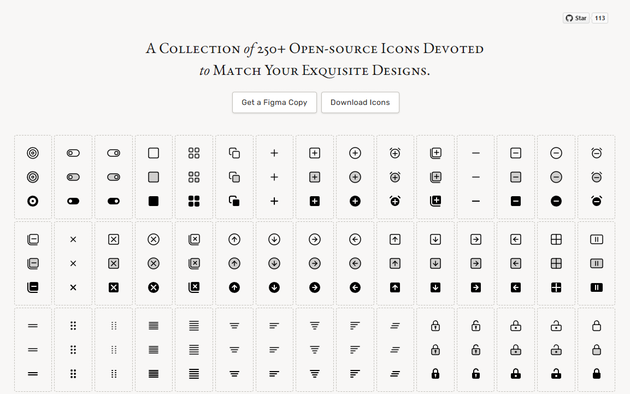 Star 113
A Collection of 250+ Open-source Icons Devoted
to Match Your Exquisite Designs.
Get a Figma Copy Download Icons